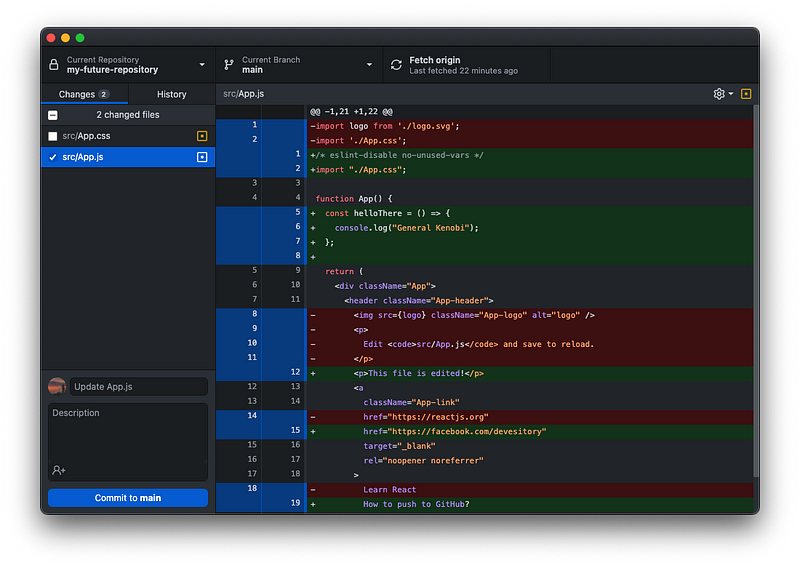 Current Repository
my-future-repository
Current Branch
main
Fetch origin
Last fetched 22 minutes ago
Changes 2
History
2 changed files
src/App.css
src/App.js
Update App.js
Description
Commit to main
src/App.js
@@ -1,21 +1,22 @@
1 -import logo from './logo.svg';
2 -import './App.css';
1 +/* eslint-disable no-unused-vars */
2 +import "./App.css";
3 3
4 4 function App() {
5 + const helloThere = () => {
6 + console.log("General Kenobi");
7 + };
8 +
5 9 return (
6 10 <div className="App">
7 11 <header className="App-header">
8 - <img src={logo} className="App-logo" alt="logo" />
9 - <p>
10 - Edit <code>src/App.js</code> and save to reload.
11 - </p>
12 + <p>This file is edited!</p>
12 13 <a
13 14 className="App-link"
14 - href="https://reactjs.org"
15 + href="https://facebook.com/devesitory"
15 16 target="_blank"
16 17 rel="noopener noreferrer"
17 18 >
18 - Learn React
19 + How to push to GitHub?